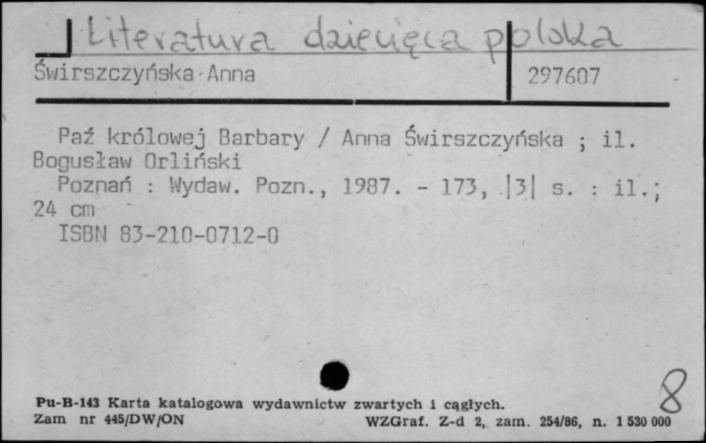 Literatura dziecięca polska
Świrszczyńska Anna 297607
Paź królowej Barbary / Anna Świrszczyńska ; il.
Bogusław Orliński
Poznań : Wydaw. Pozn., 1987. - 173, |3| s. : il.;
24 cm
ISBN 83-210-0712-0
8
Pu-B-143 Karta katalogowa wydawnictw zwartych i cągłych.
Zam nr 445/DW/ON WZGraf. Z-d 2, zam. 254/86, n. 1 530 000